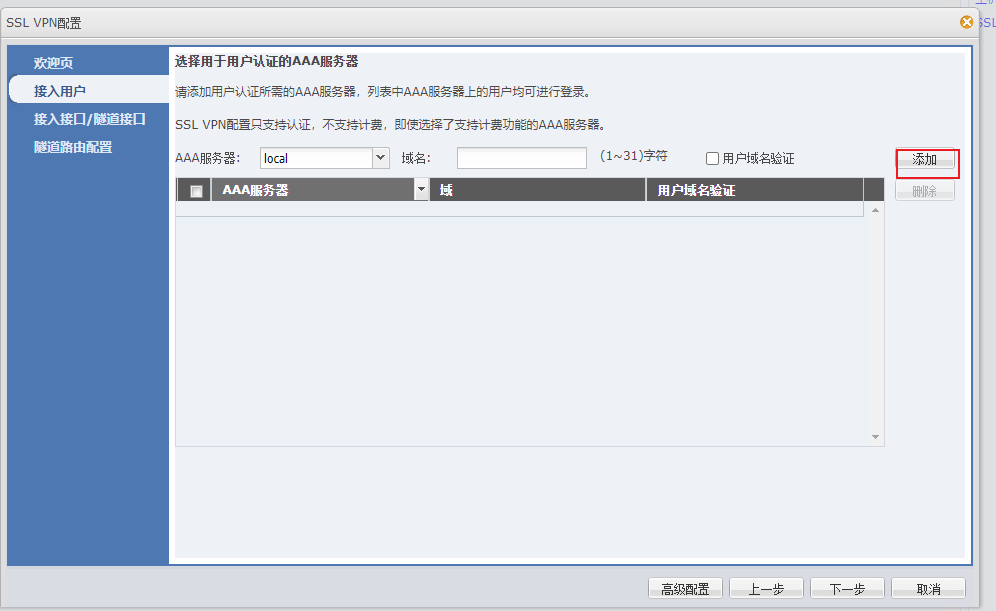 SSL VPN配置
SSL
欢迎页
接入用户
接入接口/隧道接口
隧道路由配置
选择用于用户认证的AAA服务器
请添加用户认证所需的AAA服务器，列表中AAA服务器上的用户均可进行登录。
SSL VPN配置只支持认证，不支持计费，即使选择了支持计费功能的AAA服务器。
AAA服务器: local 域名: (1~31)字符 用户域名验证 添加
AAA服务器 域 用户域名验证 删除
高级配置 上一步 下一步 取消